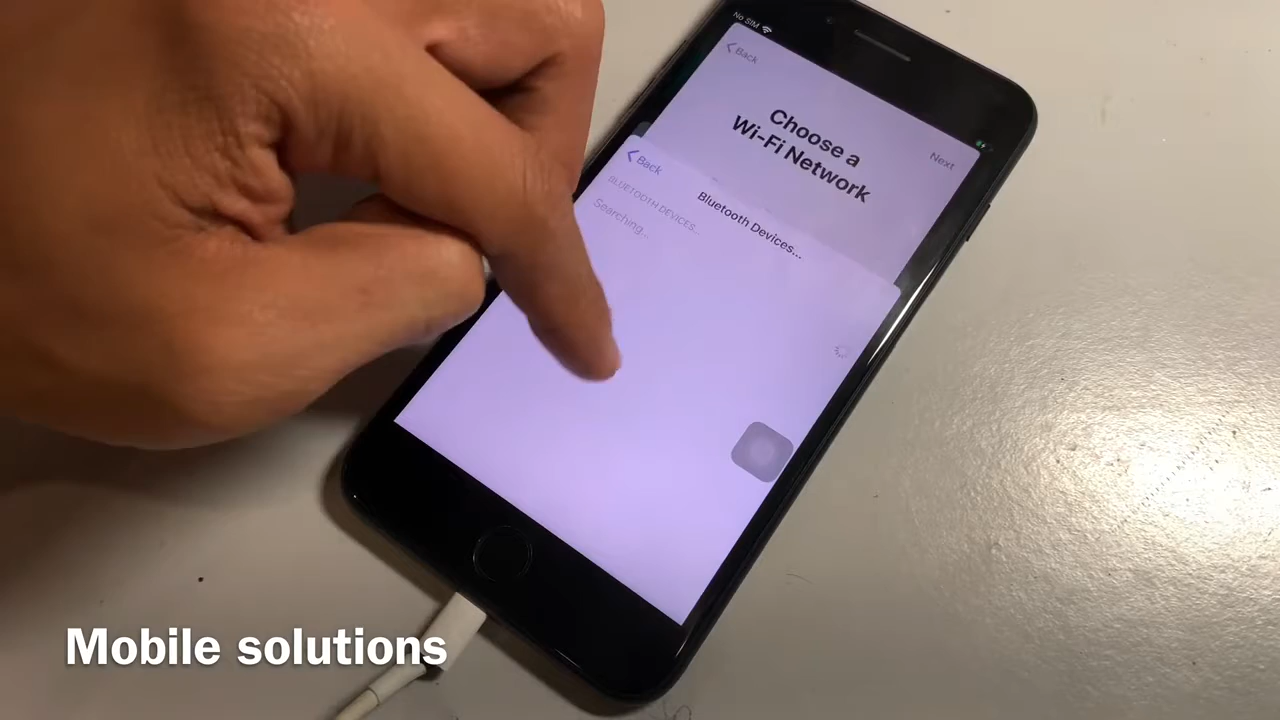 No SIM
Back
Choose a
Wi-Fi Network
Next
Back
Bluetooth Devices...
BLUETOOTH DEVICES...
Searching...
Mobile solutions